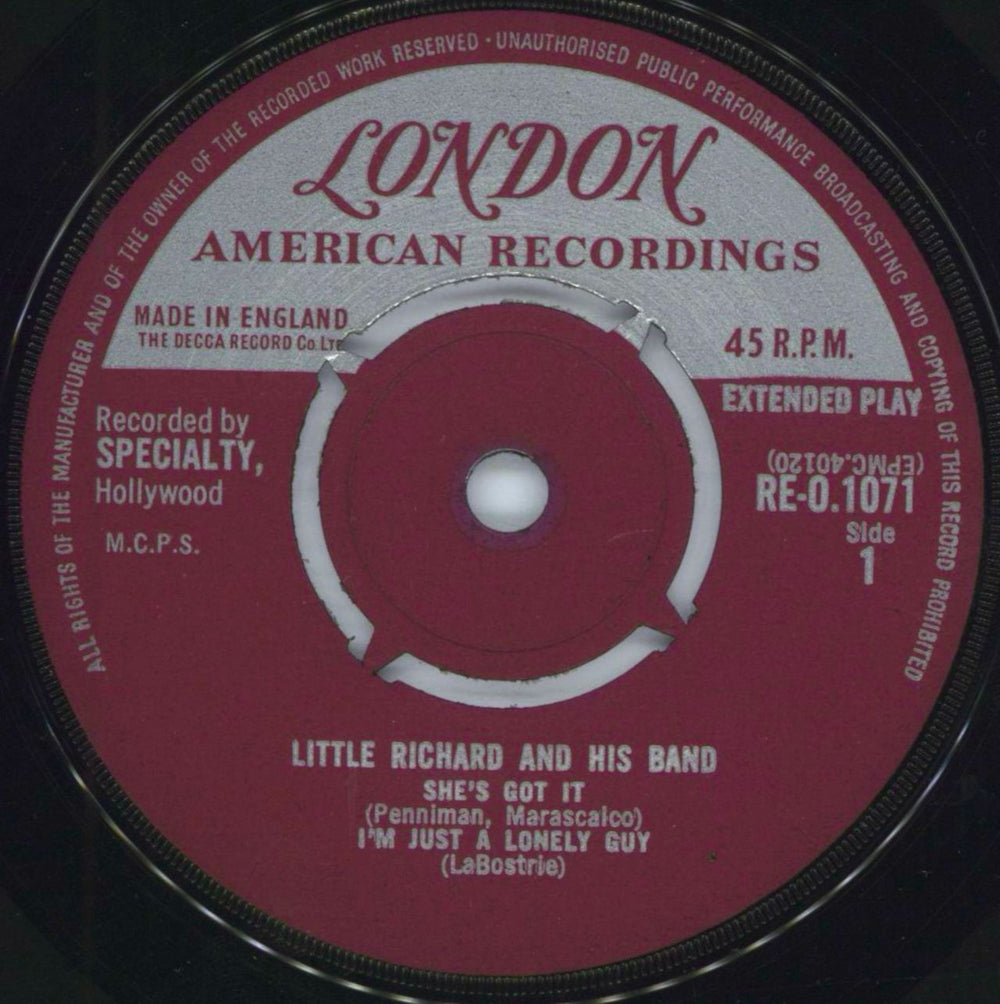 ALL RIGHTS OF THE MANUFACTURER AND OF THE OWNER OF THE RECORDED WORK RESERVED · UNAUTHORISED PUBLIC PERFORMANCE BROADCASTING AND COPYING OF THIS RECORD PROHIBITED
LONDON
AMERICAN RECORDINGS
MADE IN ENGLAND
THE DECCA RECORD Co. LTD
45 R.P.M.
EXTENDED PLAY
Recorded by
SPECIALTY,
Hollywood
M.C.P.S.
(EPMC.40120)
RE-O.1071
Side
1
LITTLE RICHARD AND HIS BAND
SHE'S GOT IT
(Penniman, Marascalco)
I'M JUST A LONELY GUY
(LaBostrie)